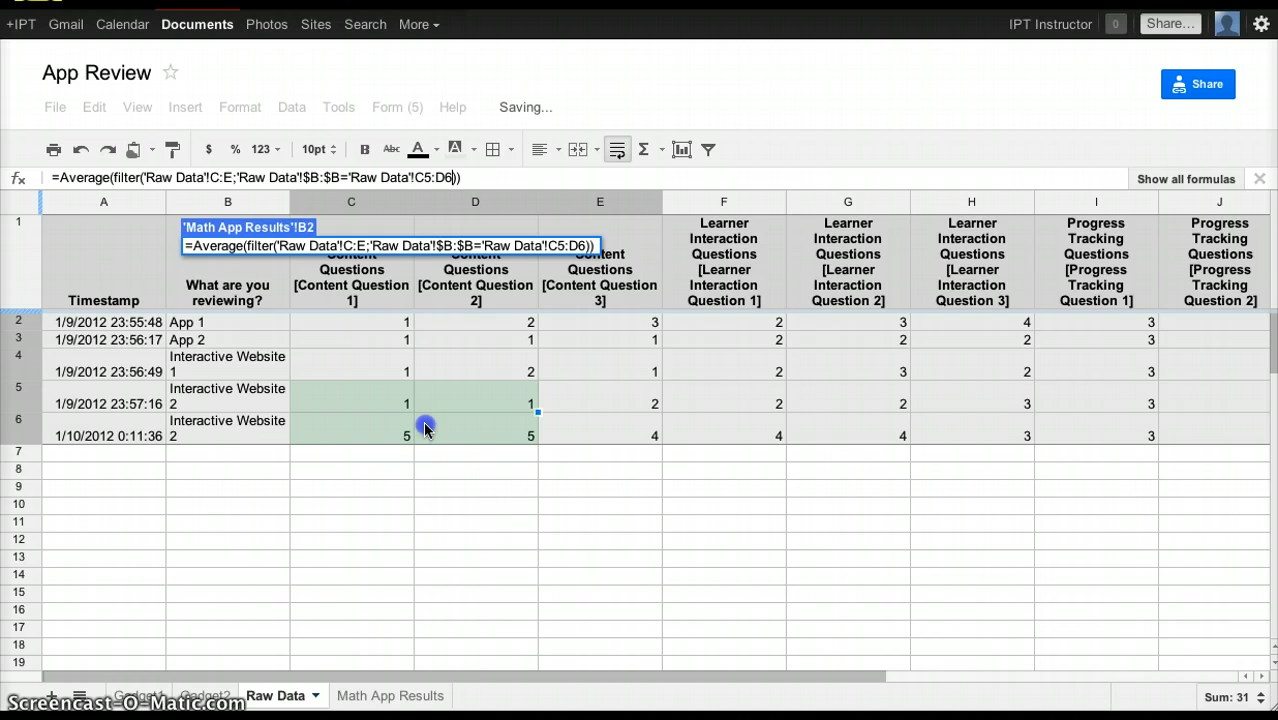 +IPT Gmail Calendar Documents Photos Sites Search More IPT Instructor 0 Share...
App Review
Share
File Edit View Insert Format Data Tools Form (5) Help Saving...
$ % 123 10pt B Abc A A Σ
fx =Average(filter('Raw Data'!C:E;'Raw Data'!$B:$B='Raw Data'!C5:D6)) Show all formulas
A B C D E F G H I J
'Math App Results'!B2
=Average(filter('Raw Data'!C:E;'Raw Data'!$B:$B='Raw Data'!C5:D6))
1 Timestamp
What are you
reviewing?
Questions
[Content Question
1]
Questions
[Content Question
2]
Questions
[Content Question
3]
Learner
Interaction
Questions
[Learner
Interaction
Question 1]
Learner
Interaction
Questions
[Learner
Interaction
Question 2]
Learner
Interaction
Questions
[Learner
Interaction
Question 3]
Progress
Tracking
Questions
[Progress
Tracking
Question 1]
Progress
Tracking
Questions
[Progress
Tracking
Question 2]
2 1/9/2012 23:55:48 App 1 1 2 3 2 3 4 3
3 1/9/2012 23:56:17 App 2 1 1 1 2 2 2 3
4 1/9/2012 23:56:49 Interactive Website 1 1 2 1 2 3 2 3
5 1/9/2012 23:57:16 Interactive Website 2 1 1 2 2 2 3 3
6 1/10/2012 0:11:36 Interactive Website 2 5 5 4 4 4 3 3
7
8
9
10
11
12
13
14
15
16
17
18
19
Raw Data Math App Results Sum: 31
Screencast-O-Matic.com